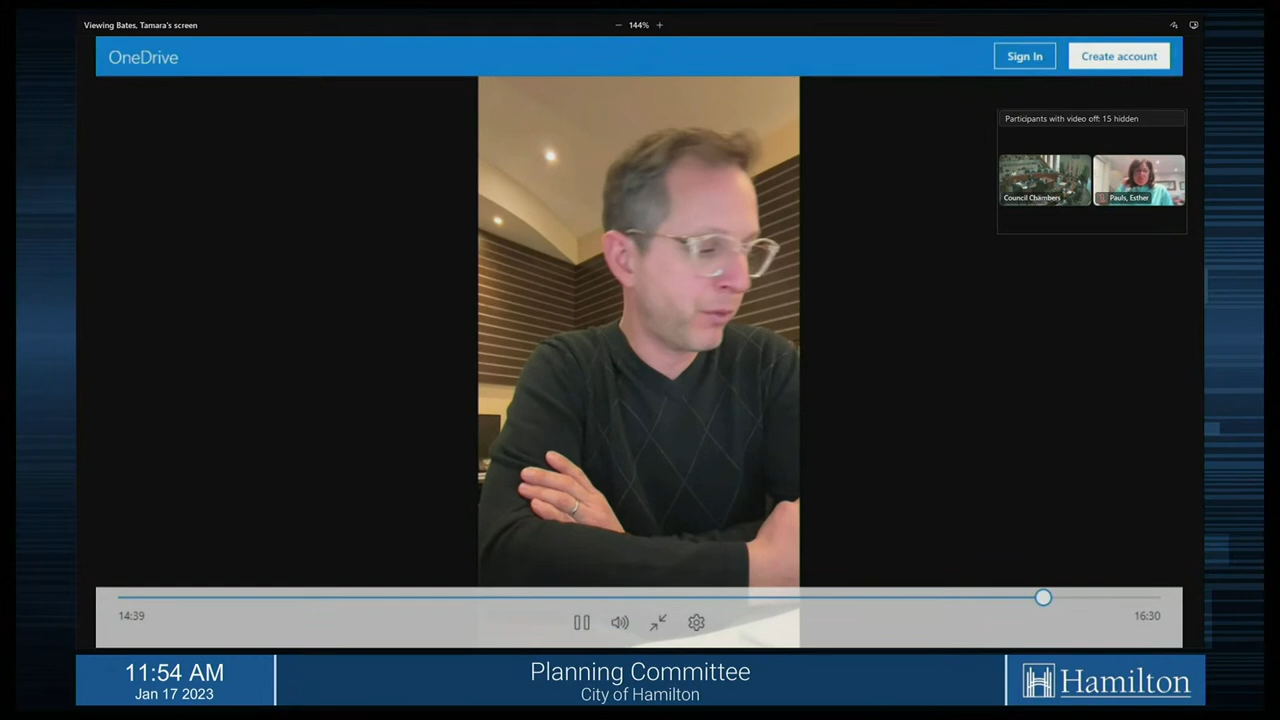 Viewing Bates, Tamara's screen
144%
OneDrive
Sign In
Create account
Participants with video off: 15 hidden
Council Chambers
Pauls, Esther
14:39
16:30
11:54 AM
Jan 17 2023
Planning Committee
City of Hamilton
Hamilton